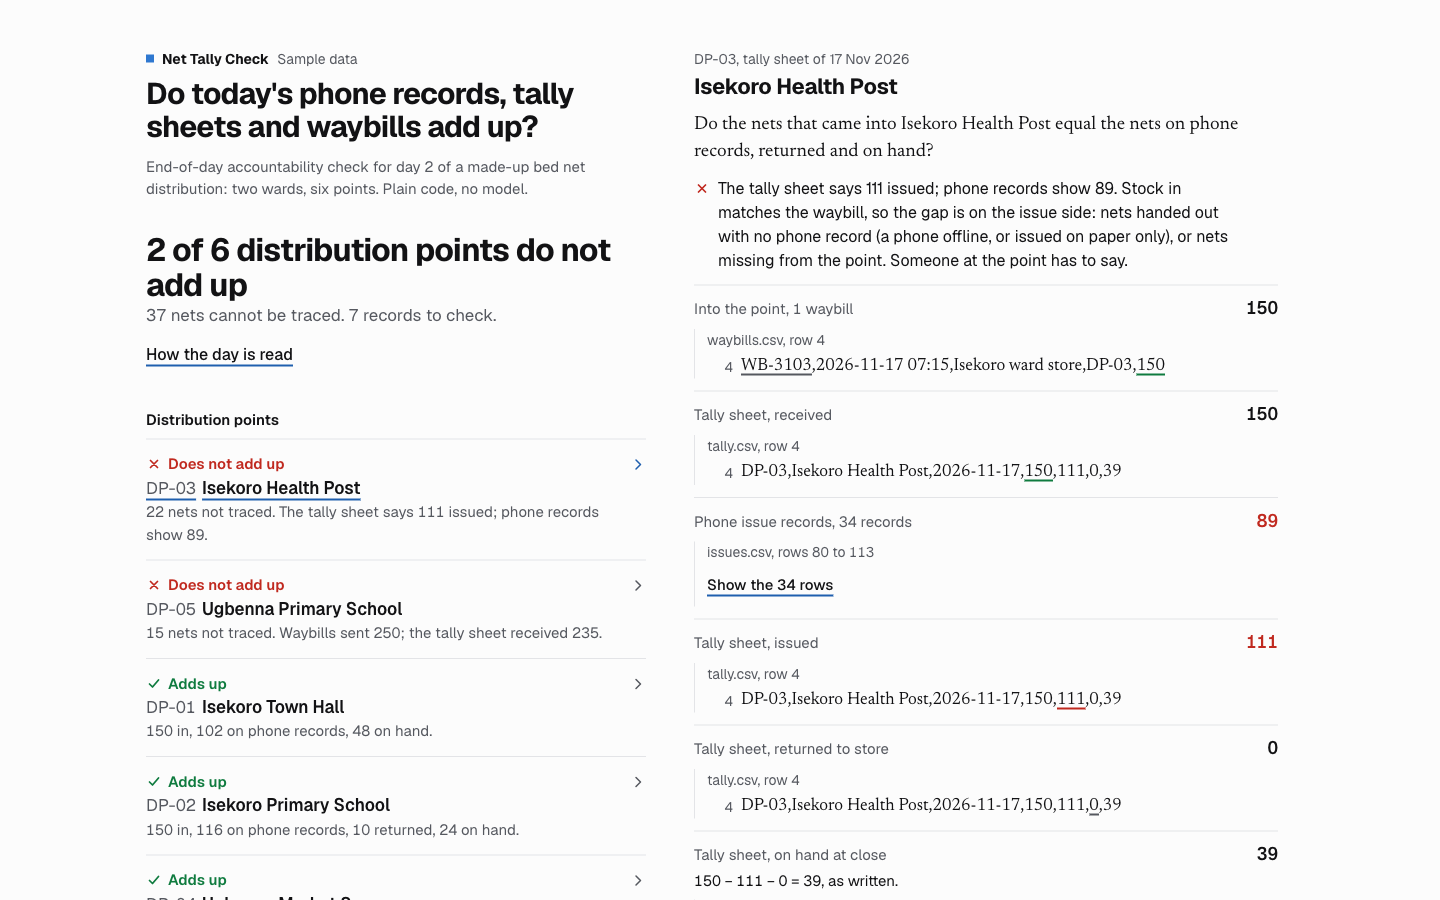 Net Tally Check Sample data
Do today's phone records, tally
sheets and waybills add up?
End-of-day accountability check for day 2 of a made-up bed net
distribution: two wards, six points. Plain code, no model.
2 of 6 distribution points do not
add up
37 nets cannot be traced. 7 records to check.
How the day is read
Distribution points
Does not add up
DP-03 Isekoro Health Post
22 nets not traced. The tally sheet says 111 issued; phone records
show 89.
Does not add up
DP-05 Ugbenna Primary School
15 nets not traced. Waybills sent 250; the tally sheet received 235.
Adds up
DP-01 Isekoro Town Hall
150 in, 102 on phone records, 48 on hand.
Adds up
DP-02 Isekoro Primary School
150 in, 116 on phone records, 10 returned, 24 on hand.
Adds up
DP-03, tally sheet of 17 Nov 2026
Isekoro Health Post
Do the nets that came into Isekoro Health Post equal the nets on phone
records, returned and on hand?
The tally sheet says 111 issued; phone records show 89. Stock in
matches the waybill, so the gap is on the issue side: nets handed out
with no phone record (a phone offline, or issued on paper only), or nets
missing from the point. Someone at the point has to say.
Into the point, 1 waybill 150
waybills.csv, row 4
4 WB-3103,2026-11-17 07:15,Isekoro ward store,DP-03,150
Tally sheet, received 150
tally.csv, row 4
4 DP-03,Isekoro Health Post,2026-11-17,150,111,0,39
Phone issue records, 34 records 89
issues.csv, rows 80 to 113
Show the 34 rows
Tally sheet, issued 111
tally.csv, row 4
4 DP-03,Isekoro Health Post,2026-11-17,150,111,0,39
Tally sheet, returned to store 0
tally.csv, row 4
4 DP-03,Isekoro Health Post,2026-11-17,150,111,0,39
Tally sheet, on hand at close 39
150 – 111 – 0 = 39, as written.